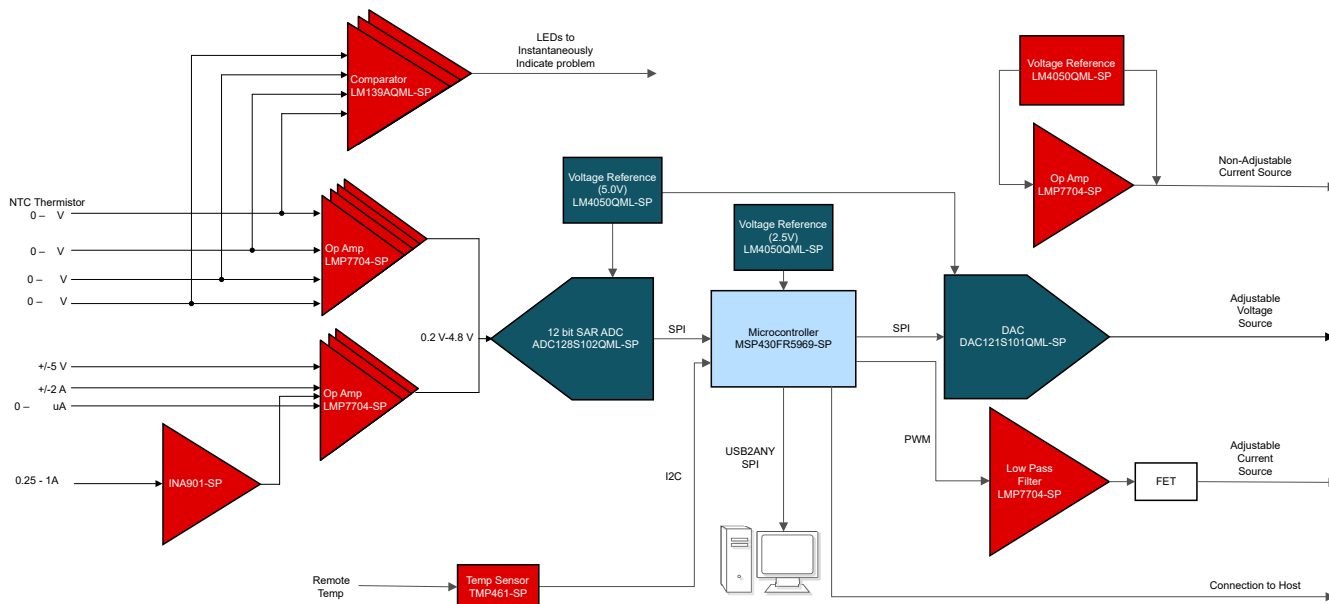 LEDs to
Instantaneously
Indicate problem
Comparator
LM139AQML-SP
Voltage Reference
LM4050QML-SP
Op Amp
LMP7704-SP
Non-Adjustable
Current Source
NTC Thermistor
0 – V
0 – V
0 – V
0 – V
Op Amp
LMP7704-SP
Voltage Reference
(5.0V)
LM4050QML-SP
Voltage Reference
(2.5V)
LM4050QML-SP
0.2 V-4.8 V
12 bit SAR ADC
ADC128S102QML-SP
SPI
Microcontroller
MSP430FR5969-SP
SPI
DAC
DAC121S101QML-SP
Adjustable
Voltage
Source
+/-5 V
+/-2 A
0 – uA
Op Amp
LMP7704-SP
0.25 - 1A
INA901-SP
I2C
USB2ANY
SPI
PWM
Low Pass
Filter
LMP7704-SP
FET
Adjustable
Current
Source
Remote
Temp
Temp Sensor
TMP461-SP
Connection to Host